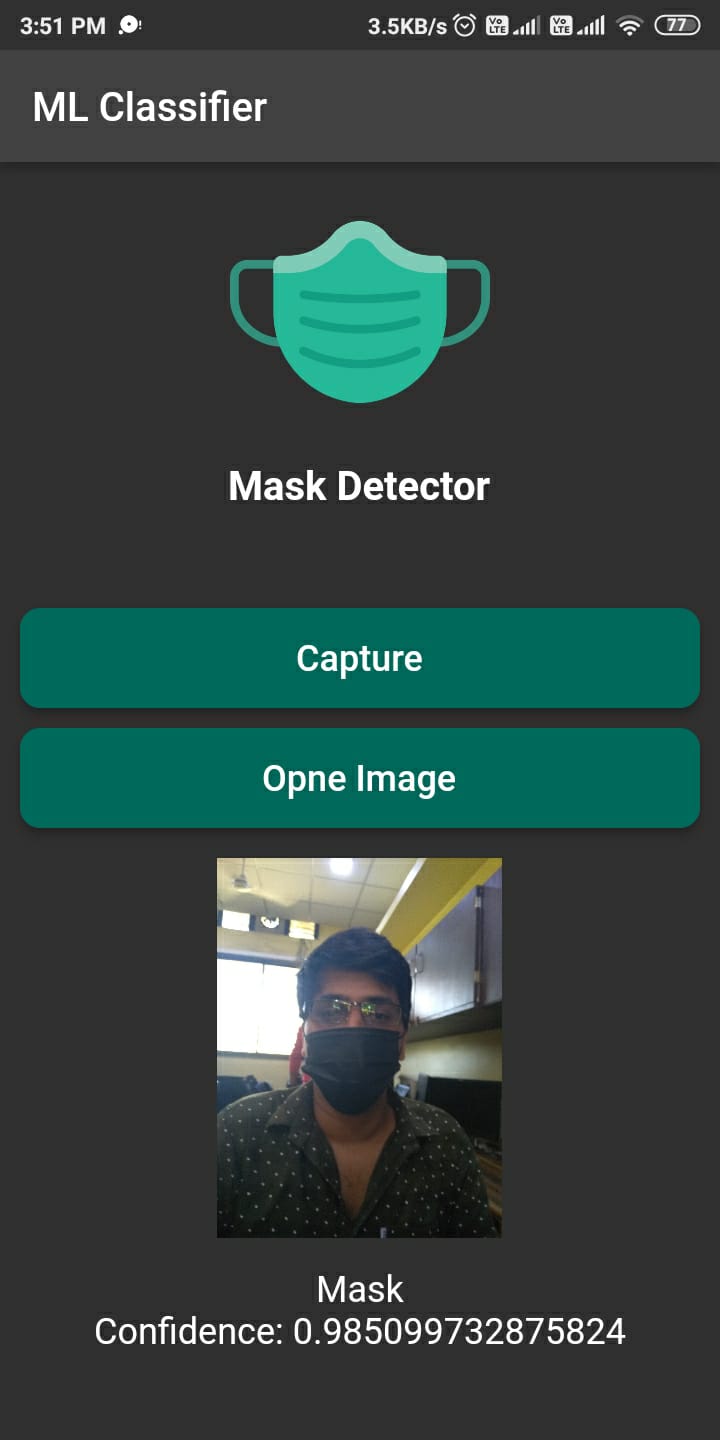 3:51 PM
3.5KB/s Vo LTE Vo LTE 77
ML Classifier
Mask Detector
Capture
Opne Image
Mask
Confidence: 0.985099732875824